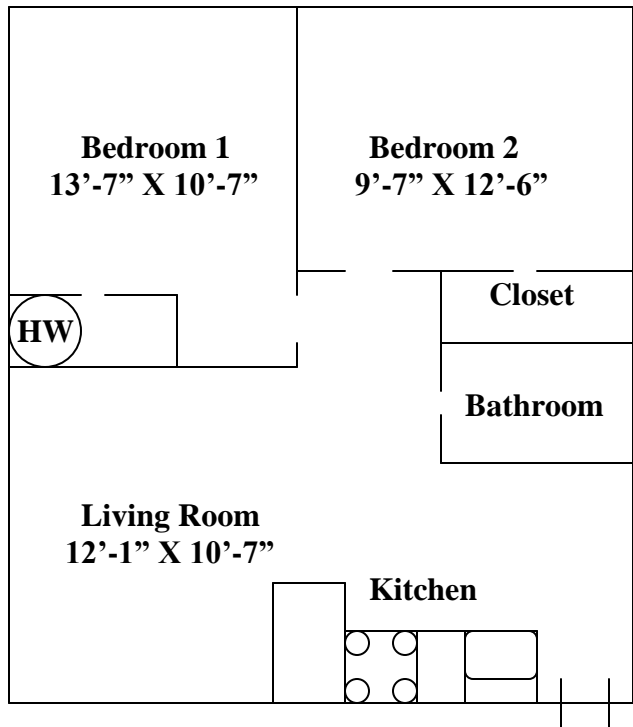 Bedroom 1
13’-7” X 10’-7”
Bedroom 2
9’-7” X 12’-6”
Closet
HW
Bathroom
Living Room
12’-1” X 10’-7”
Kitchen